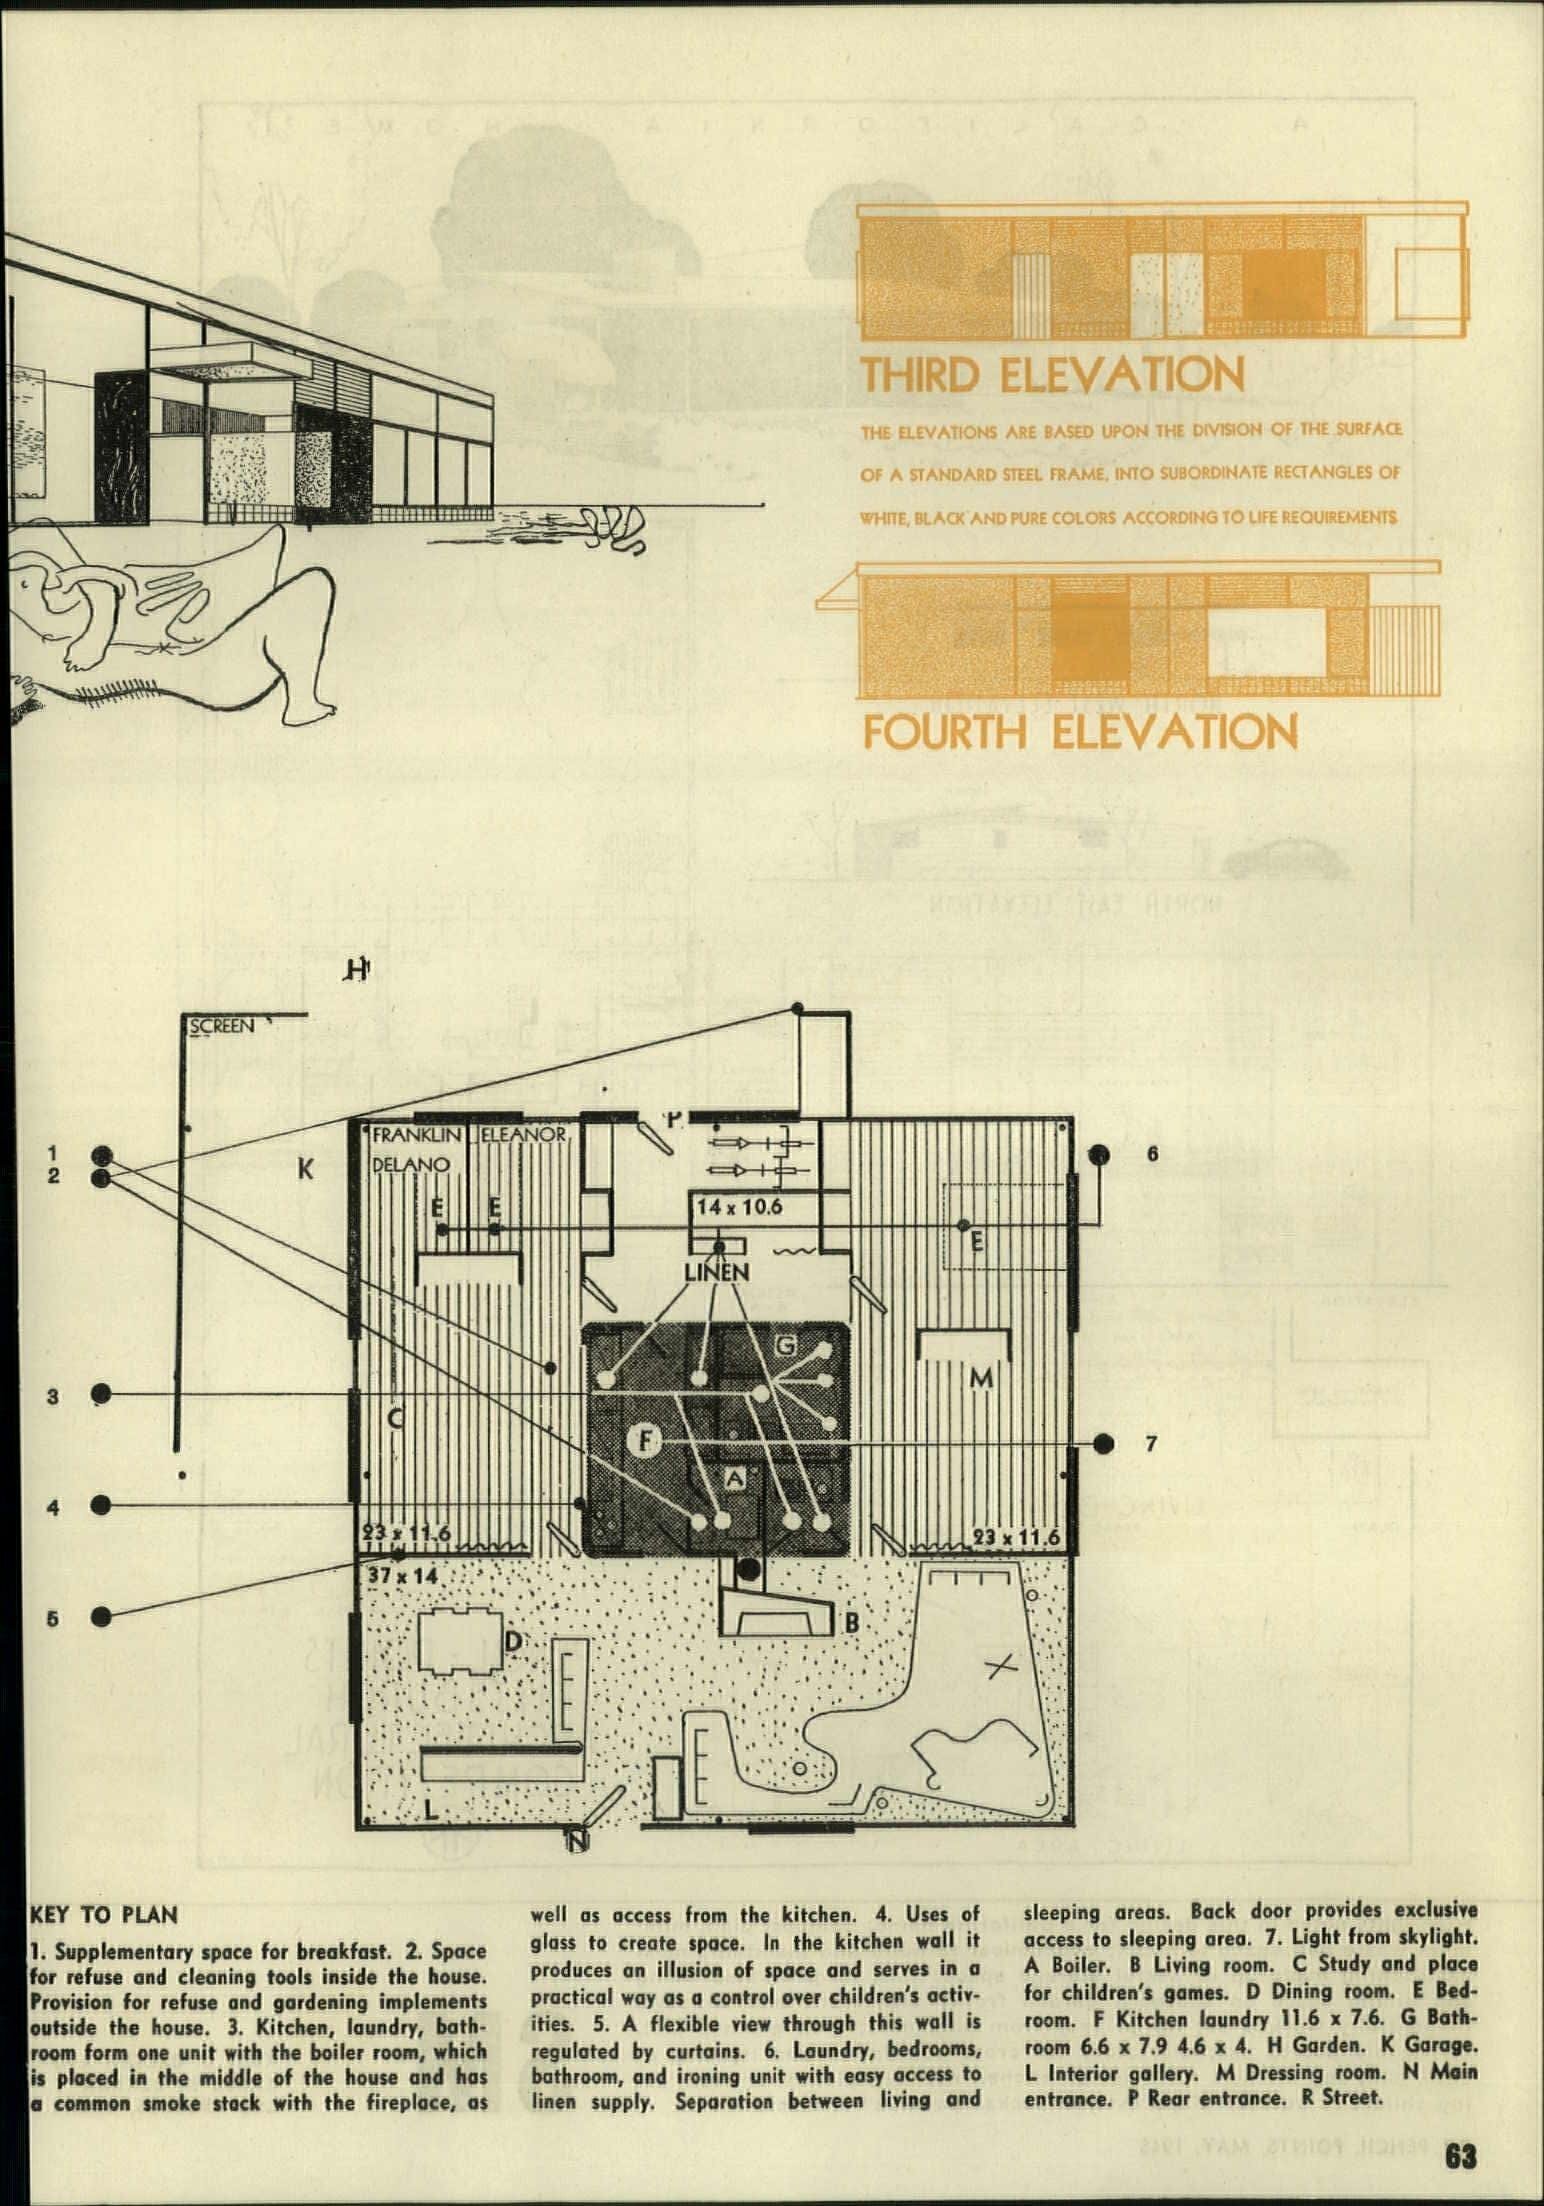 THIRD ELEVATION
THE ELEVATIONS ARE BASED UPON THE DIVISION OF THE SURFACE
OF A STANDARD STEEL FRAME, INTO SUBORDINATE RECTANGLES OF
WHITE, BLACK AND PURE COLORS ACCORDING TO LIFE REQUIREMENTS
FOURTH ELEVATION
H
SCREEN
P
FRANKLIN
DELANO
ELEANOR
1
2
K
6
E
E
14 x 10.6
E
LINEN
G
M
3
C
F
7
A
4
23 x 11.6
23 x 11.6
37 x 14
5
D
B
L
N
KEY TO PLAN
1. Supplementary space for breakfast. 2. Space
for refuse and cleaning tools inside the house.
Provision for refuse and gardening implements
outside the house. 3. Kitchen, laundry, bath-
room form one unit with the boiler room, which
is placed in the middle of the house and has
a common smoke stack with the fireplace, as
well as access from the kitchen. 4. Uses of
glass to create space. In the kitchen wall it
produces an illusion of space and serves in a
practical way as a control over children's activ-
ities. 5. A flexible view through this wall is
regulated by curtains. 6. Laundry, bedrooms,
bathroom, and ironing unit with easy access to
linen supply. Separation between living and
sleeping areas. Back door provides exclusive
access to sleeping area. 7. Light from skylight.
A Boiler. B Living room. C Study and place
for children's games. D Dining room. E Bed-
room. F Kitchen laundry 11.6 x 7.6. G Bath-
room 6.6 x 7.9 4.6 x 4. H Garden. K Garage.
L Interior gallery. M Dressing room. N Main
entrance. P Rear entrance. R Street.
63